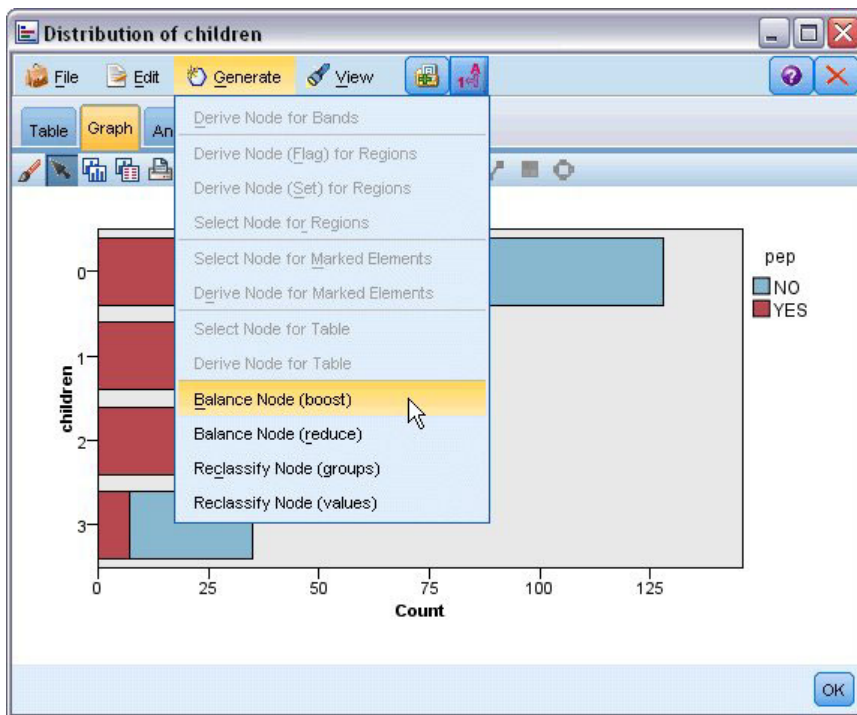 Distribution of children
File Edit Generate View
Table Graph An
Derive Node for Bands
Derive Node (Flag) for Regions
Derive Node (Set) for Regions
Select Node for Regions
Select Node for Marked Elements
Derive Node for Marked Elements
Select Node for Table
Derive Node for Table
Balance Node (boost)
Balance Node (reduce)
Reclassify Node (groups)
Reclassify Node (values)
children
0
1
2
3
0 25 50 75 100 125
Count
pep
NO
YES
OK